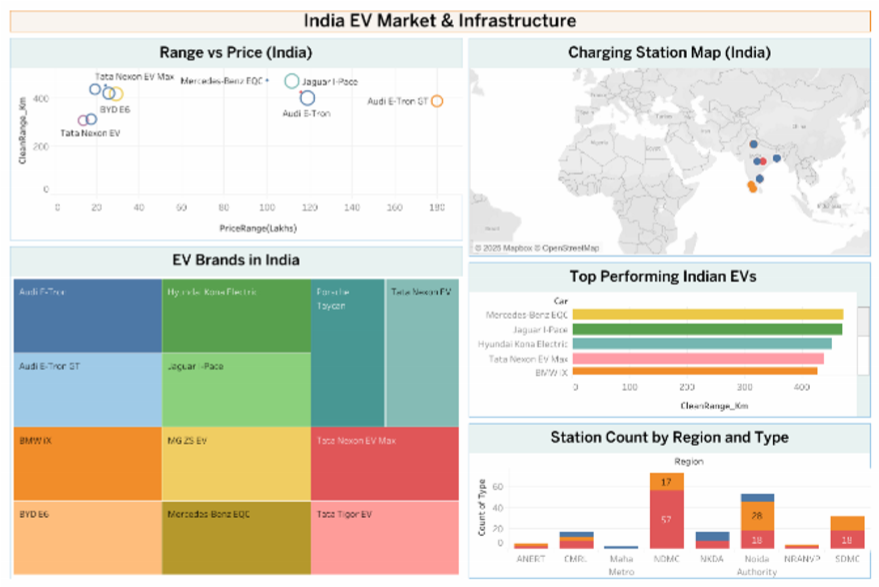 India EV Market & Infrastructure
Range vs Price (India)
Tata Nexon EV Max
Mercedes-Benz EQC
Jaguar I-Pace
Audi E-Tron GT
BYD E6
Audi E-Tron
Tata Nexon EV
CleanRange_Km
400
200
0
0 20 40 60 80 100 120 140 160 180
PriceRange(Lakhs)
Charging Station Map (India)
© 2025 Mapbox © OpenStreetMap
EV Brands in India
Audi E-Tron
Hyundai Kona Electric
Porsche
Taycan
Tata Nexon EV
Audi E-Tron GT
Jaguar I-Pace
BMW iX
MG ZS EV
Tata Nexon EV Max
BYD E6
Mercedes-Benz EQC
Tata Tigor EV
Top Performing Indian EVs
Car
Mercedes-Benz EQC
Jaguar I-Pace
Hyundai Kona Electric
Tata Nexon EV Max
BMW iX
0 100 200 300 400
CleanRange_Km
Station Count by Region and Type
Region
Count of Type
60
40
20
0
17
57
28
18
18
ANERT CMRL Maha NDMC NKDA Noida NRANVP SDMC
Metro Authority